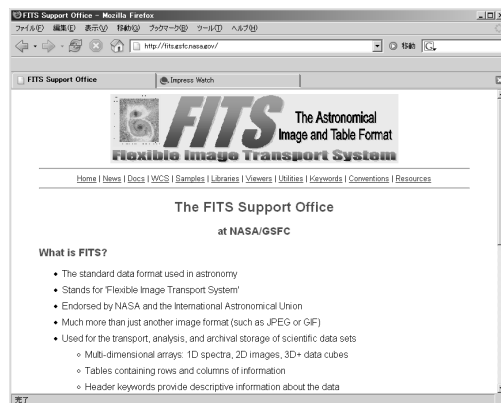 FITS Support Office - Mozilla Firefox
ファイル(F) 編集(E) 表示(V) 移動(G) ブックマーク(B) ツール(T) ヘルプ(H)
http://fits.gsfc.nasa.gov/ 移動
FITS Support Office Impress Watch
FITS
The Astronomical
Image and Table Format
Flexible Image Transport System
Home | News | Docs | WCS | Samples | Libraries | Viewers | Utilities | Keywords | Conventions | Resources
The FITS Support Office
at NASA/GSFC
What is FITS?
The standard data format used in astronomy
Stands for 'Flexible Image Transport System'
Endorsed by NASA and the International Astronomical Union
Much more than just another image format (such as JPEG or GIF)
Used for the transport, analysis, and archival storage of scientific data sets
Multi-dimensional arrays: 1D spectra, 2D images, 3D+ data cubes
Tables containing rows and columns of information
Header keywords provide descriptive information about the data
完了